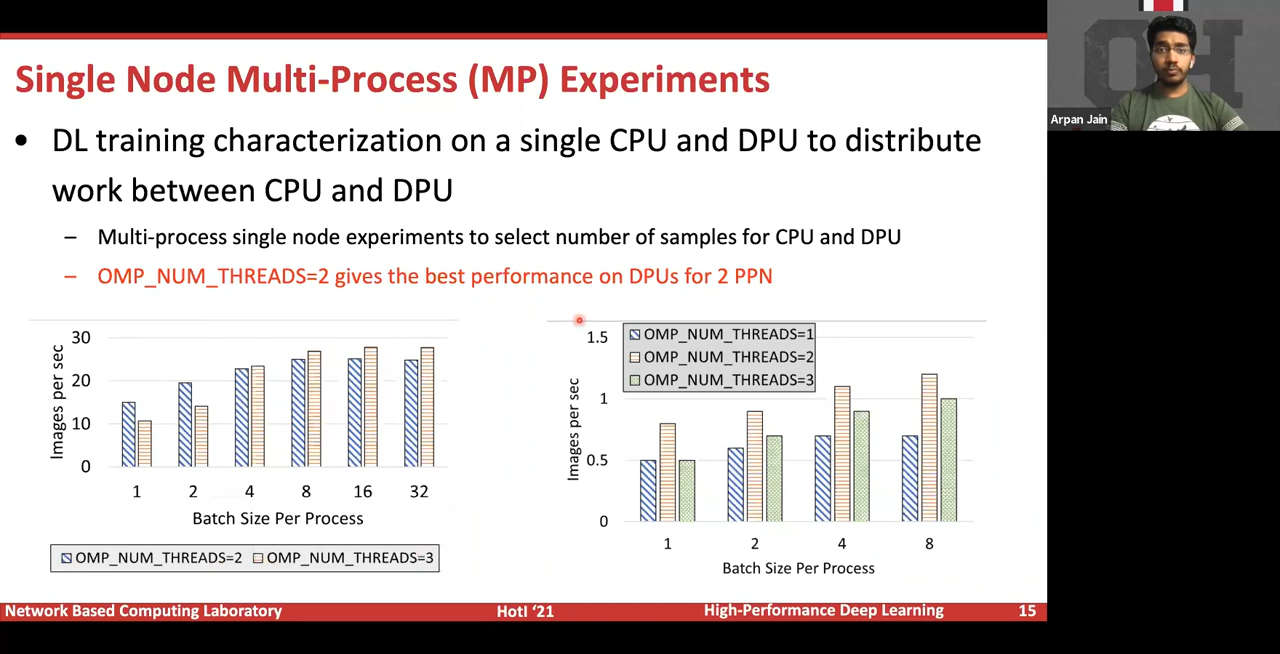 Single Node Multi-Process (MP) Experiments
• DL training characterization on a single CPU and DPU to distribute
work between CPU and DPU
– Multi-process single node experiments to select number of samples for CPU and DPU
– OMP_NUM_THREADS=2 gives the best performance on DPUs for 2 PPN
Images per sec
30
20
10
0
1 2 4 8 16 32
Batch Size Per Process
OMP_NUM_THREADS=2 OMP_NUM_THREADS=3
Images per sec
1.5
1
0.5
0
OMP_NUM_THREADS=1
OMP_NUM_THREADS=2
OMP_NUM_THREADS=3
1 2 4 8
Batch Size Per Process
Network Based Computing Laboratory HotI ‘21 High-Performance Deep Learning 15
OH
Arpan Jain